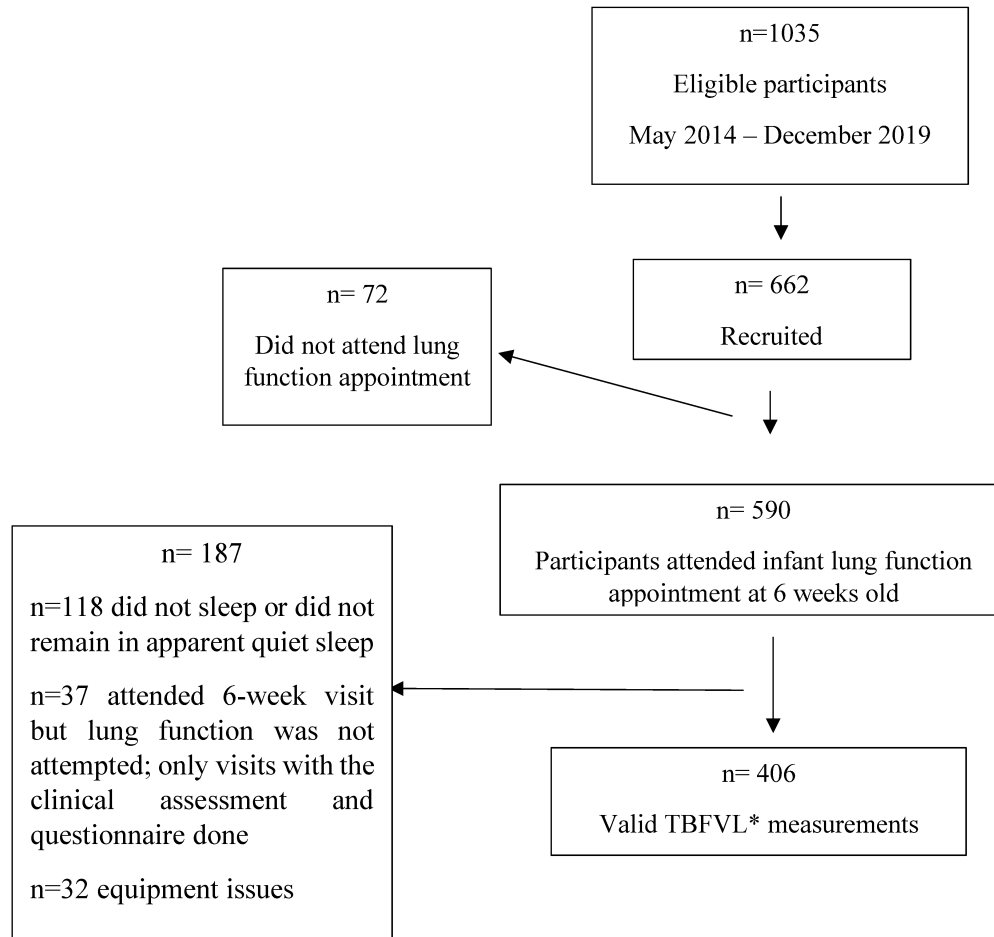 n=1035
Eligible participants
May 2014 – December 2019
n= 662
Recruited
n= 72
Did not attend lung
function appointment
n= 590
Participants attended infant lung function
appointment at 6 weeks old
n= 187
n=118 did not sleep or did not
remain in apparent quiet sleep
n=37 attended 6-week visit
but lung function was not
attempted; only visits with the
clinical assessment and
questionnaire done
n=32 equipment issues
n= 406
Valid TBFVL* measurements